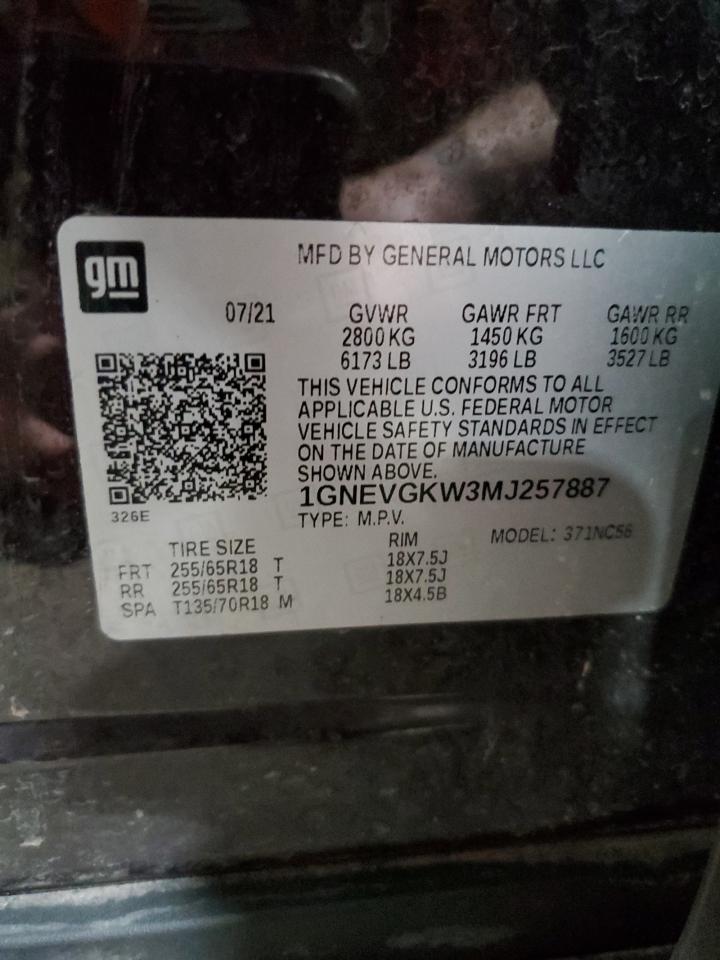 gm
MFD BY GENERAL MOTORS LLC
07/21 GVWR GAWR FRT GAWR RR
2800 KG 1450 KG 1600 KG
6173 LB 3196 LB 3527 LB
THIS VEHICLE CONFORMS TO ALL
APPLICABLE U.S. FEDERAL MOTOR
VEHICLE SAFETY STANDARDS IN EFFECT
ON THE DATE OF MANUFACTURE
SHOWN ABOVE.
1GNEVGKW3MJ257887
326E
TYPE: M.P.V.
MODEL: 371NC56
TIRE SIZE RIM
FRT 255/65R18 T 18X7.5J
RR 255/65R18 T 18X7.5J
SPA T135/70R18 M 18X4.5B